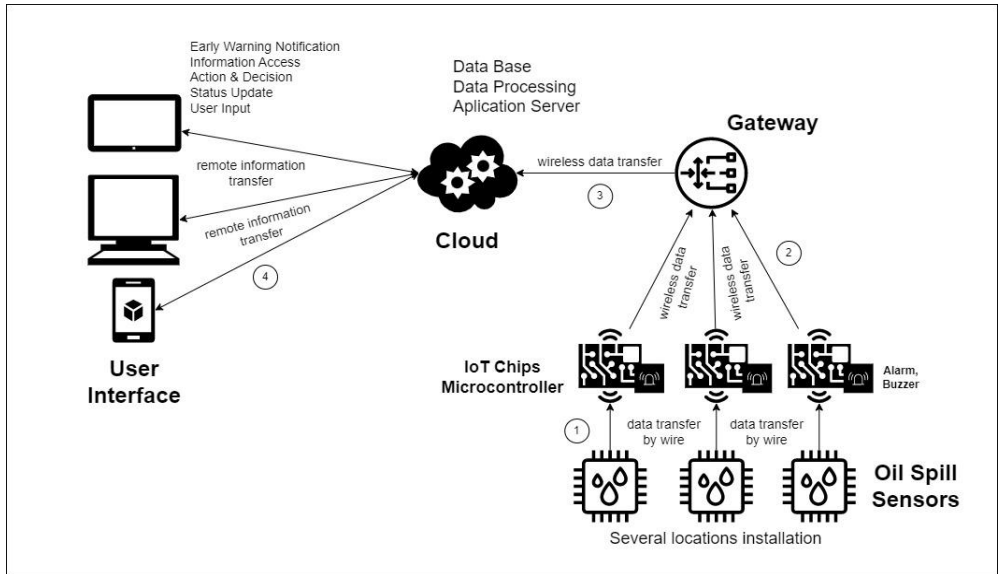 Early Warning Notification
Information Access
Action & Decision
Status Update
User Input
Data Base
Data Processing
Aplication Server
Gateway
remote information
transfer
wireless data transfer
3
remote information
transfer
Cloud
4
2
wireless data
transfer
wireless data
transfer
User
Interface
IoT Chips
Microcontroller
Alarm,
Buzzer
1
data transfer
by wire
data transfer
by wire
Oil Spill
Sensors
Several locations installation